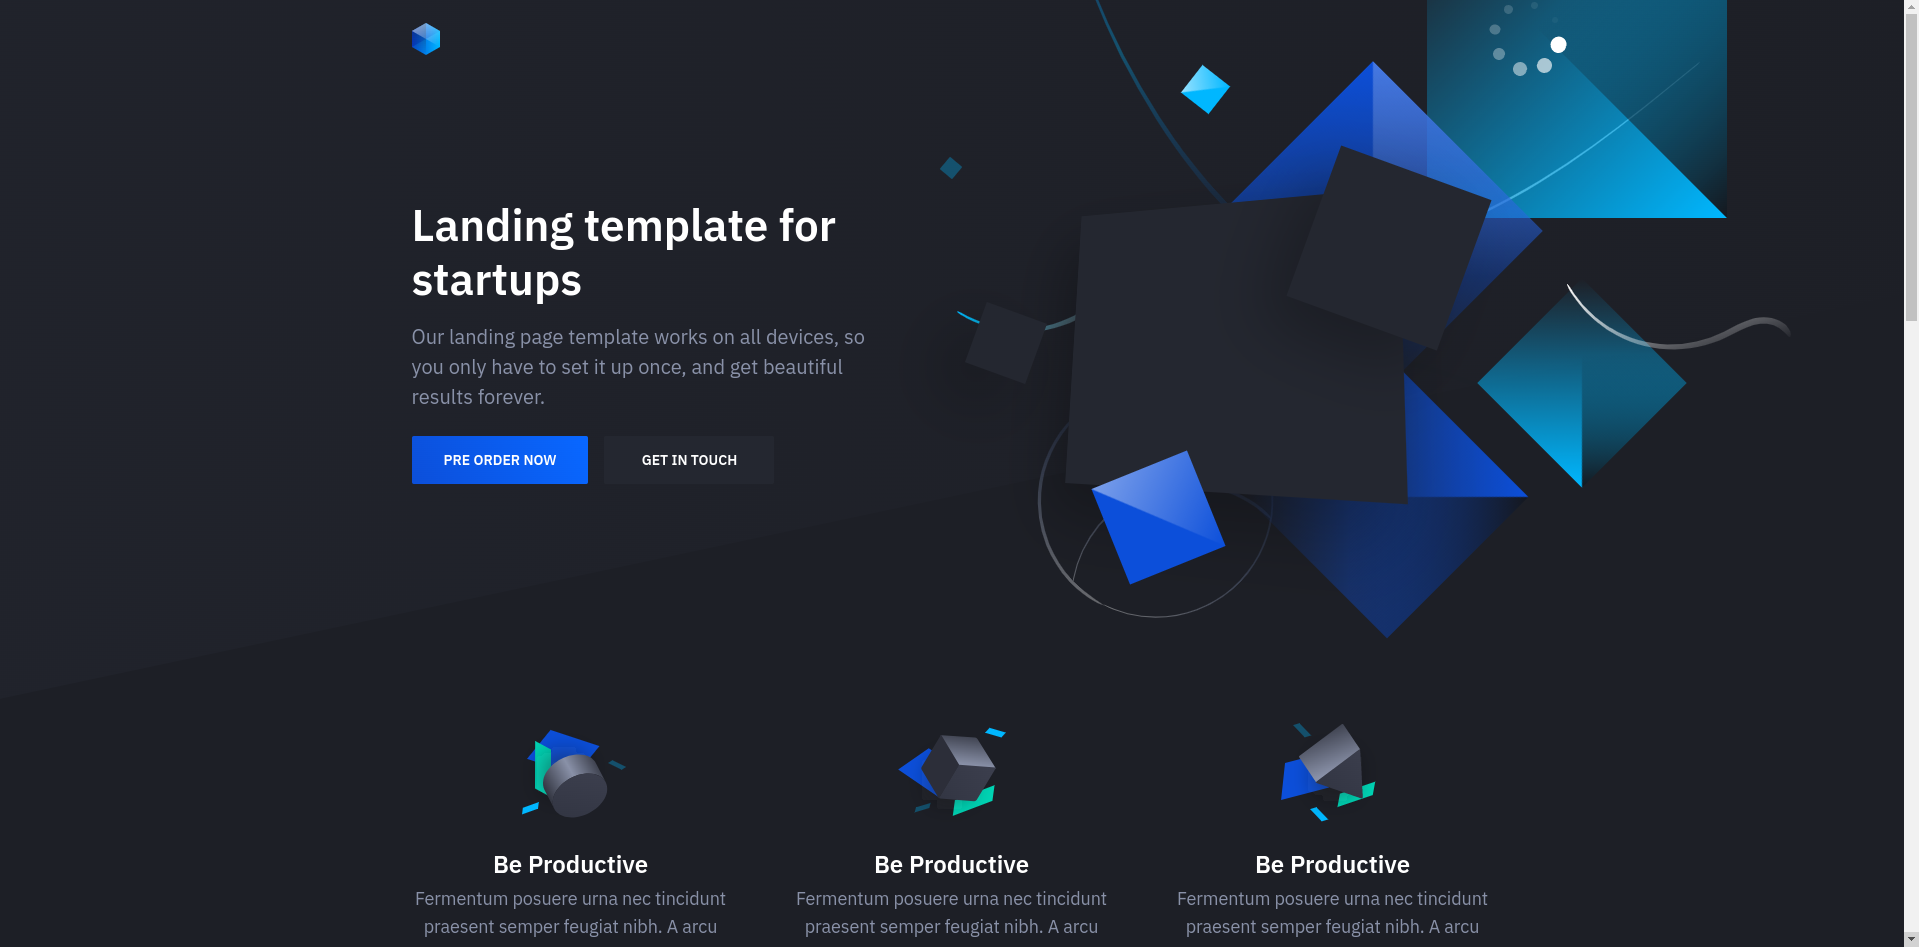 Landing template for
startups
Our landing page template works on all devices, so
you only have to set it up once, and get beautiful
results forever.
PRE ORDER NOW
GET IN TOUCH
Be Productive
Fermentum posuere urna nec tincidunt
praesent semper feugiat nibh. A arcu
Be Productive
Fermentum posuere urna nec tincidunt
praesent semper feugiat nibh. A arcu
Be Productive
Fermentum posuere urna nec tincidunt
praesent semper feugiat nibh. A arcu